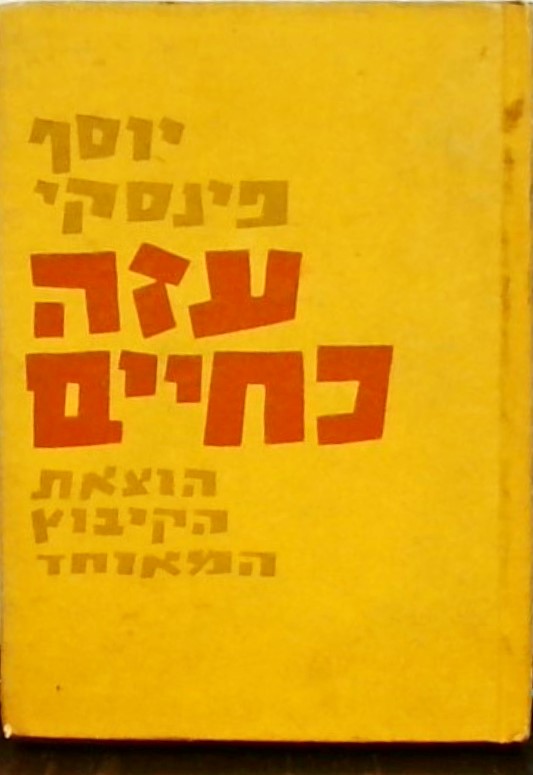 יוסף
פינסקי
עזה
כחיים
הוצאת
הקיבוץ
המאוחד